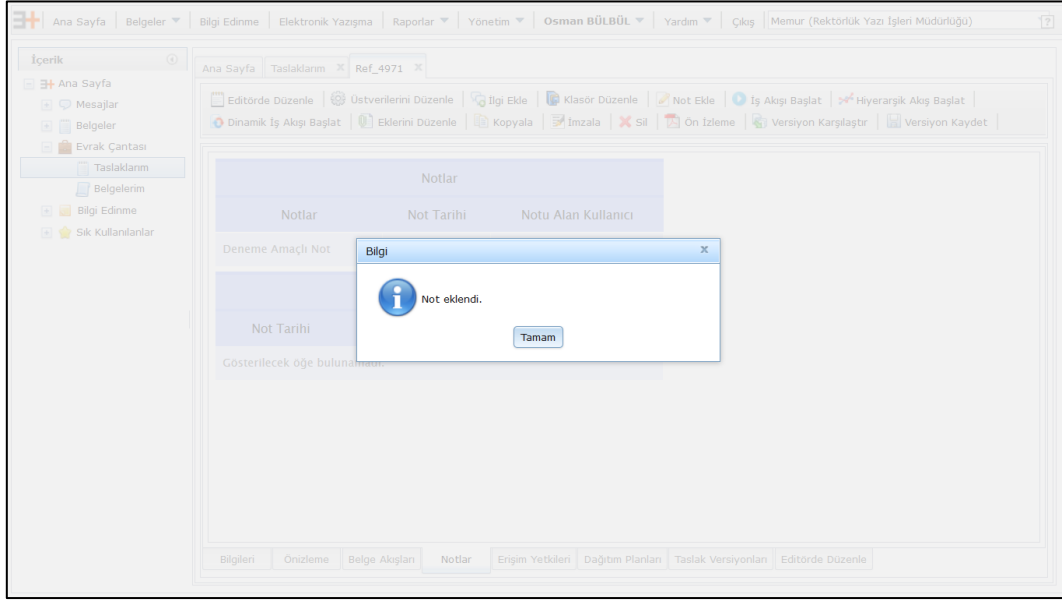 Ana Sayfa Belgeler Bilgi Edinme Elektronik Yazışma Raporlar Yönetim Osman BÜLBÜL Yardım Çıkış Memur (Rektörlük Yazı İşleri Müdürlüğü)
İçerik
Ana Sayfa
Mesajlar
Belgeler
Evrak Çantası
Taslaklarım
Belgelerim
Bilgi Edinme
Sık Kullanılanlar
Ana Sayfa Taslaklarım Ref_4971
Editörde Düzenle Üstverilerini Düzenle İlgi Ekle Klasör Düzenle Not Ekle İş Akışı Başlat Hiyerarşik Akış Başlat
Dinamik İş Akışı Başlat Eklerini Düzenle Kopyala İmzala Sil Ön İzleme Versiyon Karşılaştır Versiyon Kaydet
Notlar
Notlar Not Tarihi Notu Alan Kullanıcı
Deneme Amaçlı Not
Not Tarihi
Gösterilecek öğe bulunamadı.
Bilgi
Not eklendi.
Tamam
Bilgileri Önizleme Belge Akışları Notlar Erişim Yetkileri Dağıtım Planları Taslak Versiyonları Editörde Düzenle